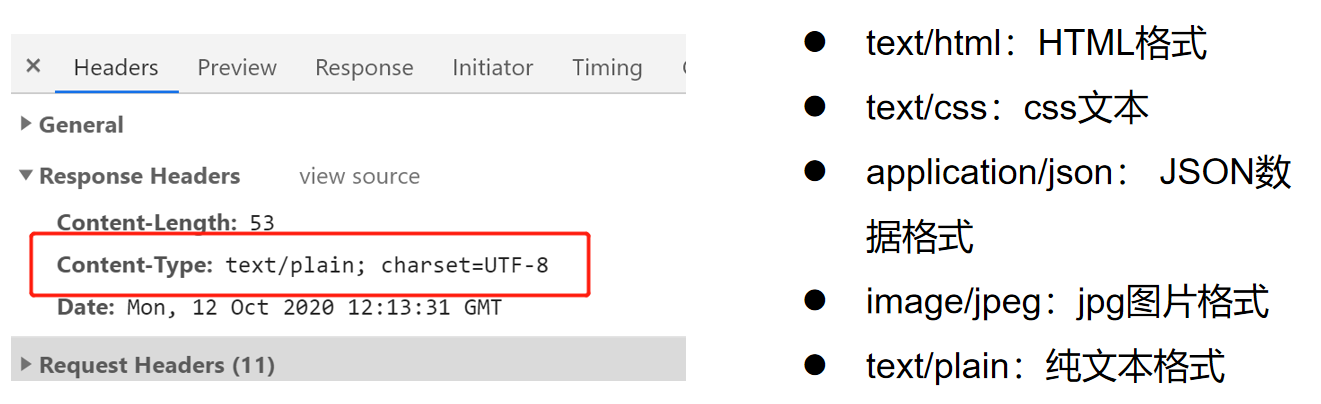 × Headers Preview Response Initiator Timing
General
Response Headers view source
Content-Length: 53
Content-Type: text/plain; charset=UTF-8
Date: Mon, 12 Oct 2020 12:13:31 GMT
Request Headers (11)
● text/html：HTML格式
● text/css：css文本
● application/json： JSON数
据格式
● image/jpeg：jpg图片格式
● text/plain：纯文本格式